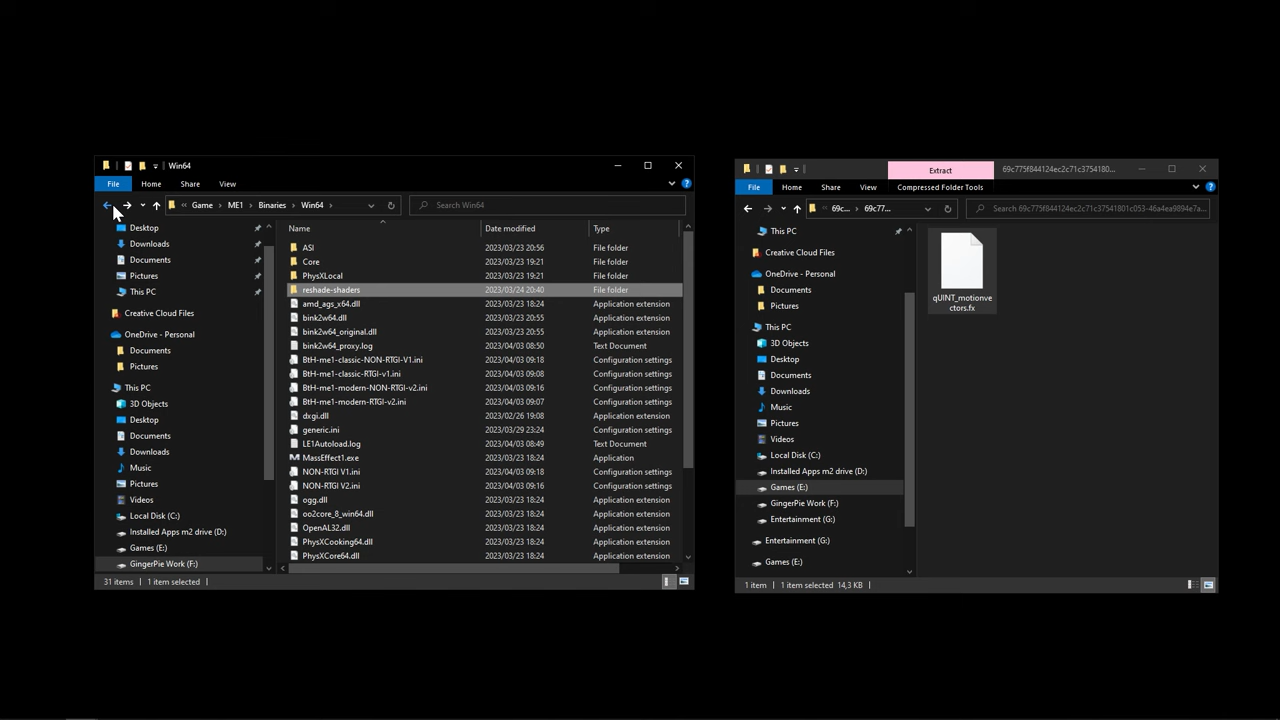 Win64
File
Home
Share
View
« Game › ME1 › Binaries › Win64 ›
Search Win64
Desktop
Downloads
Documents
Pictures
This PC
Creative Cloud Files
OneDrive - Personal
Documents
Pictures
This PC
3D Objects
Desktop
Documents
Downloads
Music
Pictures
Videos
Local Disk (C:)
Installed Apps m2 drive (D:)
Games (E:)
GingerPie Work (F:)
Name Date modified Type
ASI 2023/03/23 20:56 File folder
Core 2023/03/23 19:21 File folder
PhysXLocal 2023/03/23 19:21 File folder
reshade-shaders 2023/03/24 20:40 File folder
amd_ags_x64.dll 2023/03/23 18:24 Application extension
bink2w64.dll 2023/03/23 20:55 Application extension
bink2w64_original.dll 2023/03/23 20:55 Application extension
bink2w64_proxy.log 2023/04/03 08:50 Text Document
BtH-me1-classic-NON-RTGI-V1.ini 2023/04/03 09:18 Configuration settings
BtH-me1-classic-RTGI-v1.ini 2023/04/03 09:08 Configuration settings
BtH-me1-modern-NON-RTGI-v2.ini 2023/04/03 09:16 Configuration settings
BtH-me1-modern-RTGI-v2.ini 2023/04/03 09:07 Configuration settings
dxgi.dll 2023/02/26 19:08 Application extension
generic.ini 2023/03/29 23:24 Configuration settings
LE1Autoload.log 2023/04/03 08:49 Text Document
MassEffect1.exe 2023/03/23 18:24 Application
NON-RTGI V1.ini 2023/04/03 09:18 Configuration settings
NON-RTGI V2.ini 2023/04/03 09:16 Configuration settings
ogg.dll 2023/03/23 18:24 Application extension
oo2core_8_win64.dll 2023/03/23 18:24 Application extension
OpenAL32.dll 2023/03/23 18:24 Application extension
PhysXCooking64.dll 2023/03/23 18:24 Application extension
PhysXCore64.dll 2023/03/23 18:24 Application extension
31 items 1 item selected
Extract
69c775f844124ec2c71c3754180...
File
Home
Share
View
Compressed Folder Tools
« 69c... › 69c77...
Search 69c775f844124ec2c71c37541801c053-46a4ea9894e7a...
This PC
Creative Cloud Files
OneDrive - Personal
Documents
Pictures
This PC
3D Objects
Desktop
Documents
Downloads
Music
Pictures
Videos
Local Disk (C:)
Installed Apps m2 drive (D:)
Games (E:)
GingerPie Work (F:)
Entertainment (G:)
Entertainment (G:)
Games (E:)
qUINT_motionve
ctors.fx
1 item 1 item selected 14,3 KB